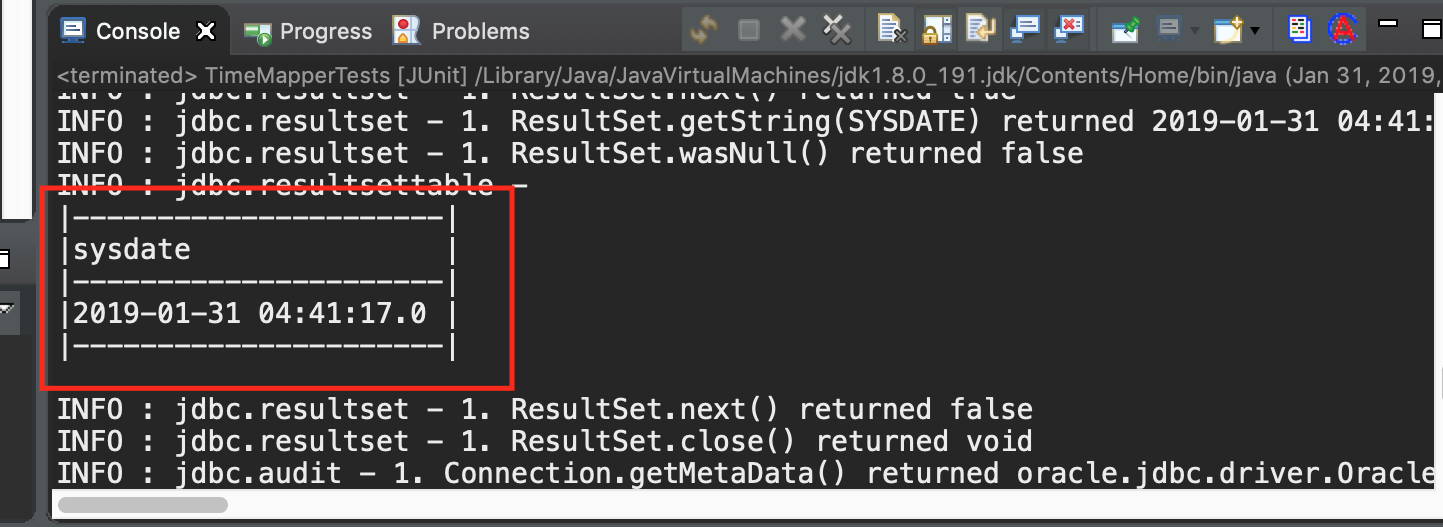 Console Progress Problems
<terminated> TimeMapperTests [JUnit] /Library/Java/JavaVirtualMachines/jdk1.8.0_191.jdk/Contents/Home/bin/java (Jan 31, 2019,
INFO : jdbc.resultset - 1. ResultSet.next() returned true
INFO : jdbc.resultset - 1. ResultSet.getString(SYSDATE) returned 2019-01-31 04:41:
INFO : jdbc.resultset - 1. ResultSet.wasNull() returned false
INFO : jdbc.resultsettable -
|----------------------|
|sysdate               |
|----------------------|
|2019-01-31 04:41:17.0 |
|----------------------|
INFO : jdbc.resultset - 1. ResultSet.next() returned false
INFO : jdbc.resultset - 1. ResultSet.close() returned void
INFO : jdbc.audit - 1. Connection.getMetaData() returned oracle.jdbc.driver.Oracle